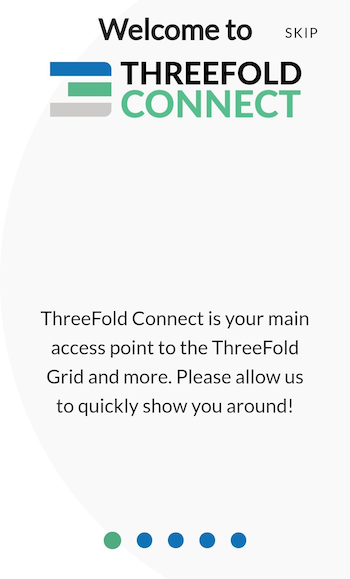 Welcome to
SKIP
THREEFOLD
CONNECT
ThreeFold Connect is your main
access point to the ThreeFold
Grid and more. Please allow us
to quickly show you around!